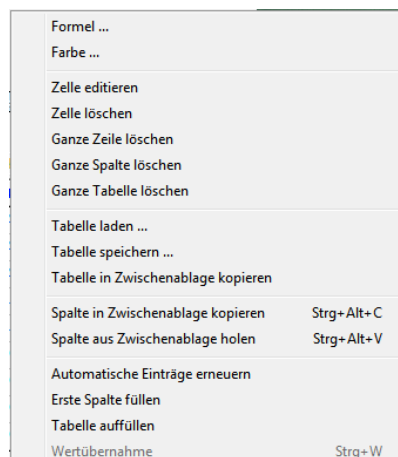 Formel ...
Farbe ...
Zelle editieren
Zelle löschen
Ganze Zeile löschen
Ganze Spalte löschen
Ganze Tabelle löschen
Tabelle laden ...
Tabelle speichern ...
Tabelle in Zwischenablage kopieren
Spalte in Zwischenablage kopieren Strg+Alt+C
Spalte aus Zwischenablage holen Strg+Alt+V
Automatische Einträge erneuern
Erste Spalte füllen
Tabelle auffüllen
Wertübernahme Strg+W